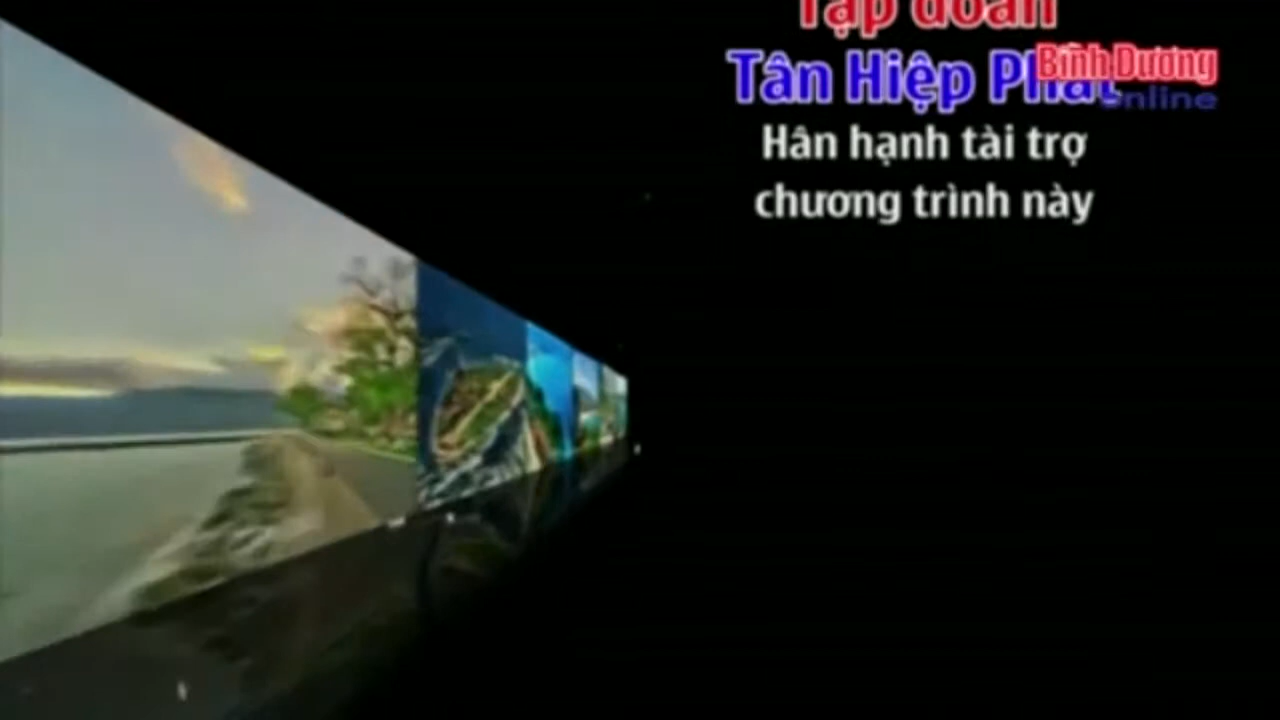 Tập đoàn
Tân Hiệp Phát
Bình Dương
online
Hân hạnh tài trợ
chương trình này